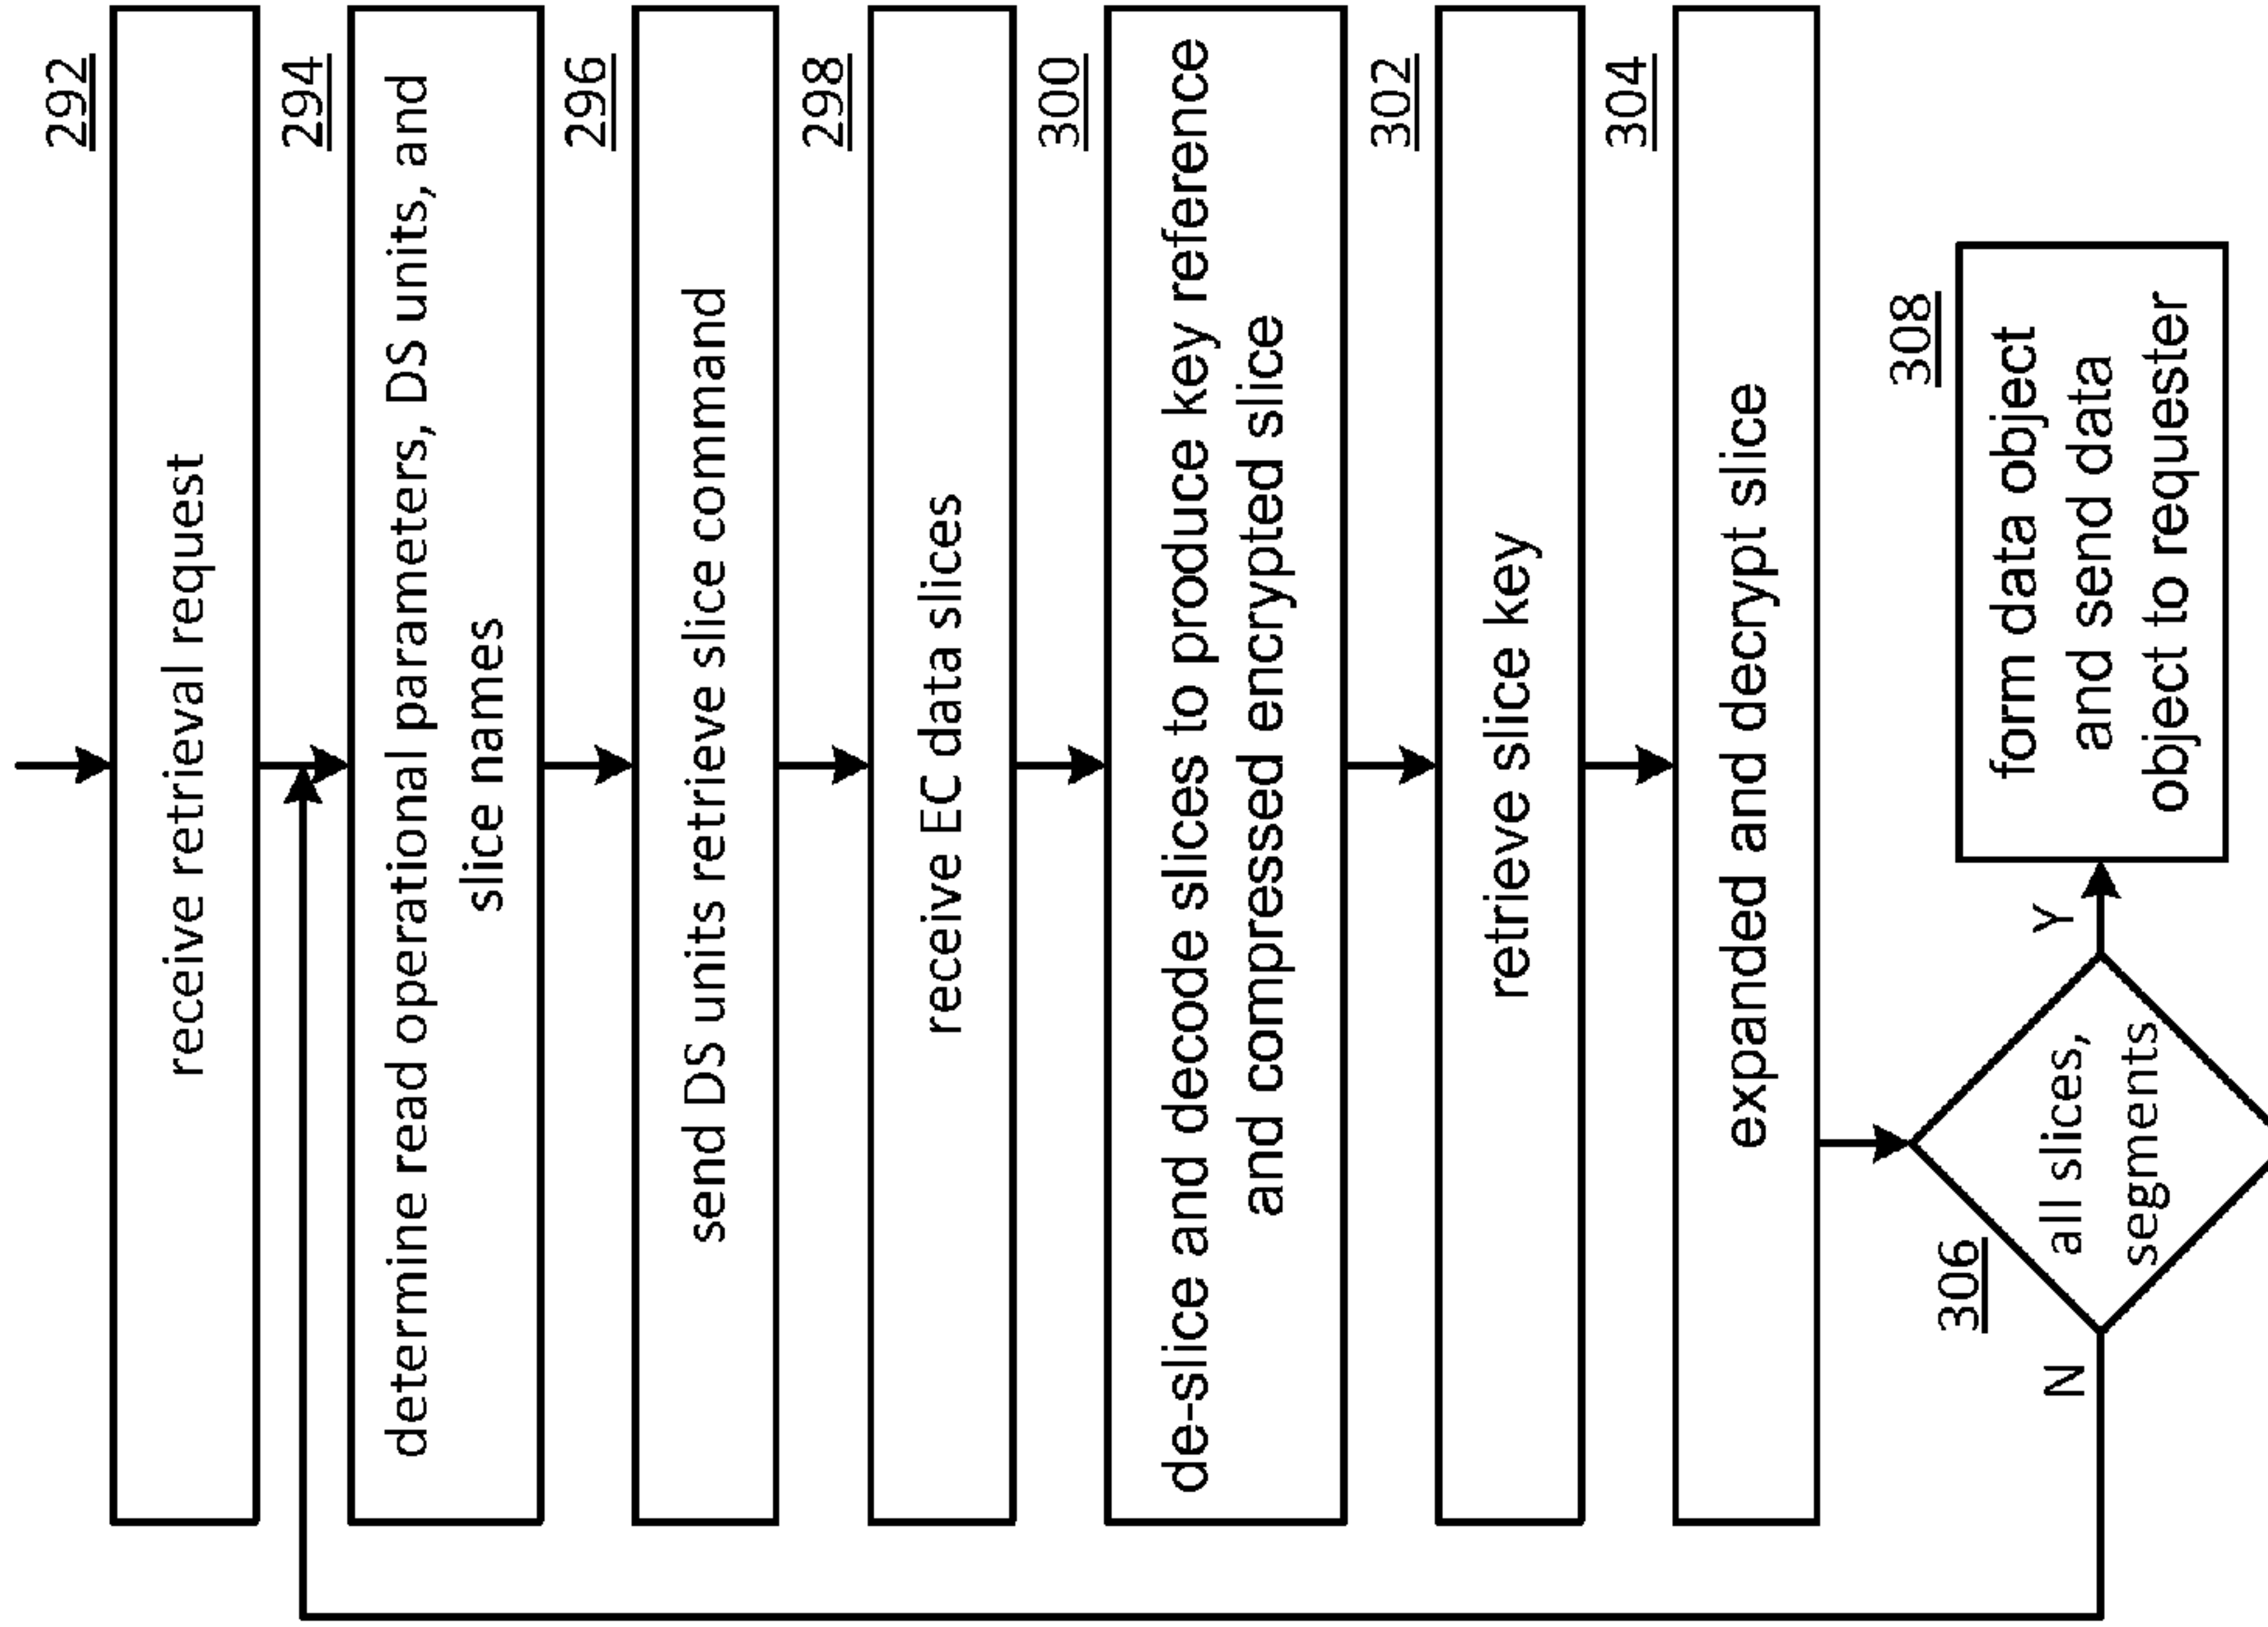 292
receive retrieval request
294
determine read operational parameters, DS units, and
slice names
296
send DS units retrieve slice command
298
receive EC data slices
300
de-slice and decode slices to produce key reference
and compressed encrypted slice
302
retrieve slice key
304
expanded and decrypt slice
306
all slices,
segments
N
Y
308
form data object
and send data
object to requester